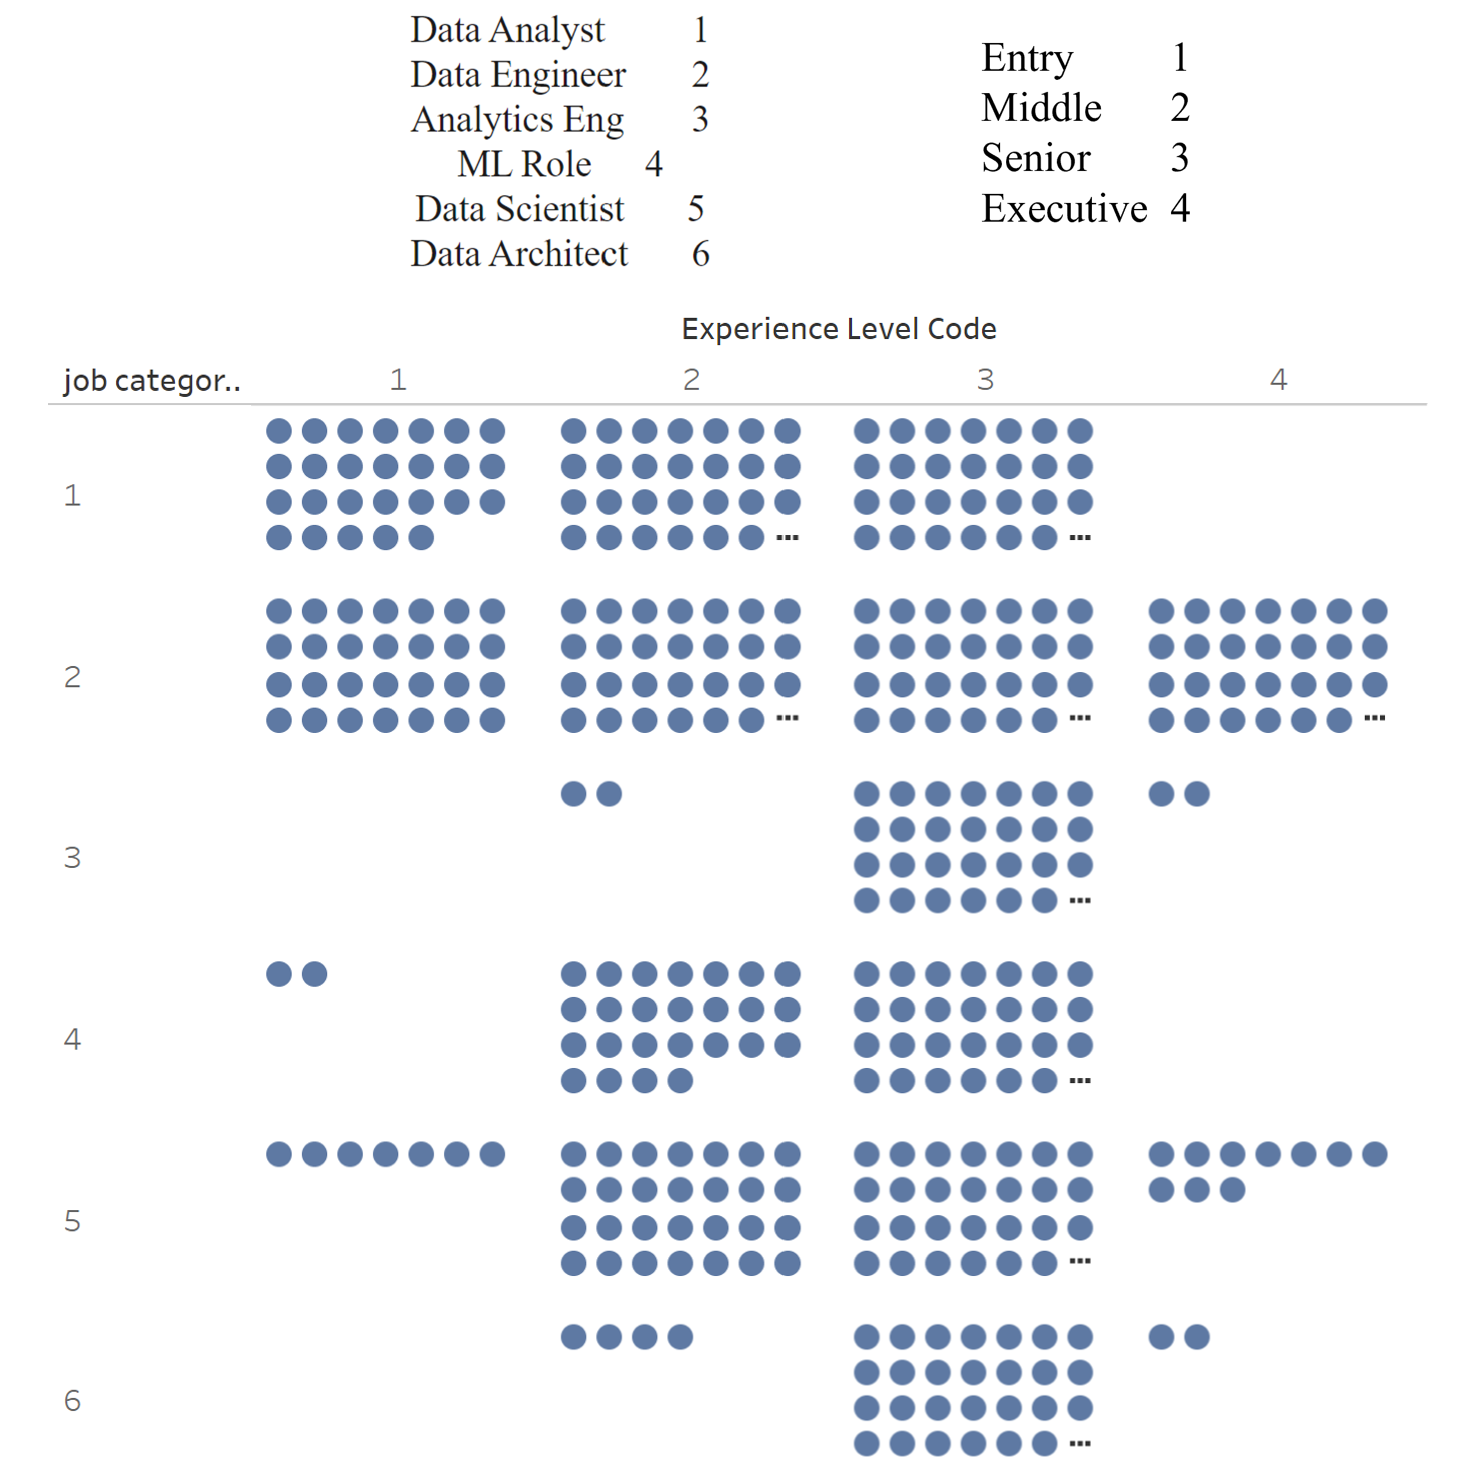 Data Analyst 1
Data Engineer 2
Analytics Eng 3
ML Role 4
Data Scientist 5
Data Architect 6
Entry 1
Middle 2
Senior 3
Executive 4
Experience Level Code
job categor.. 1 2 3 4
1
2
3
4
5
6